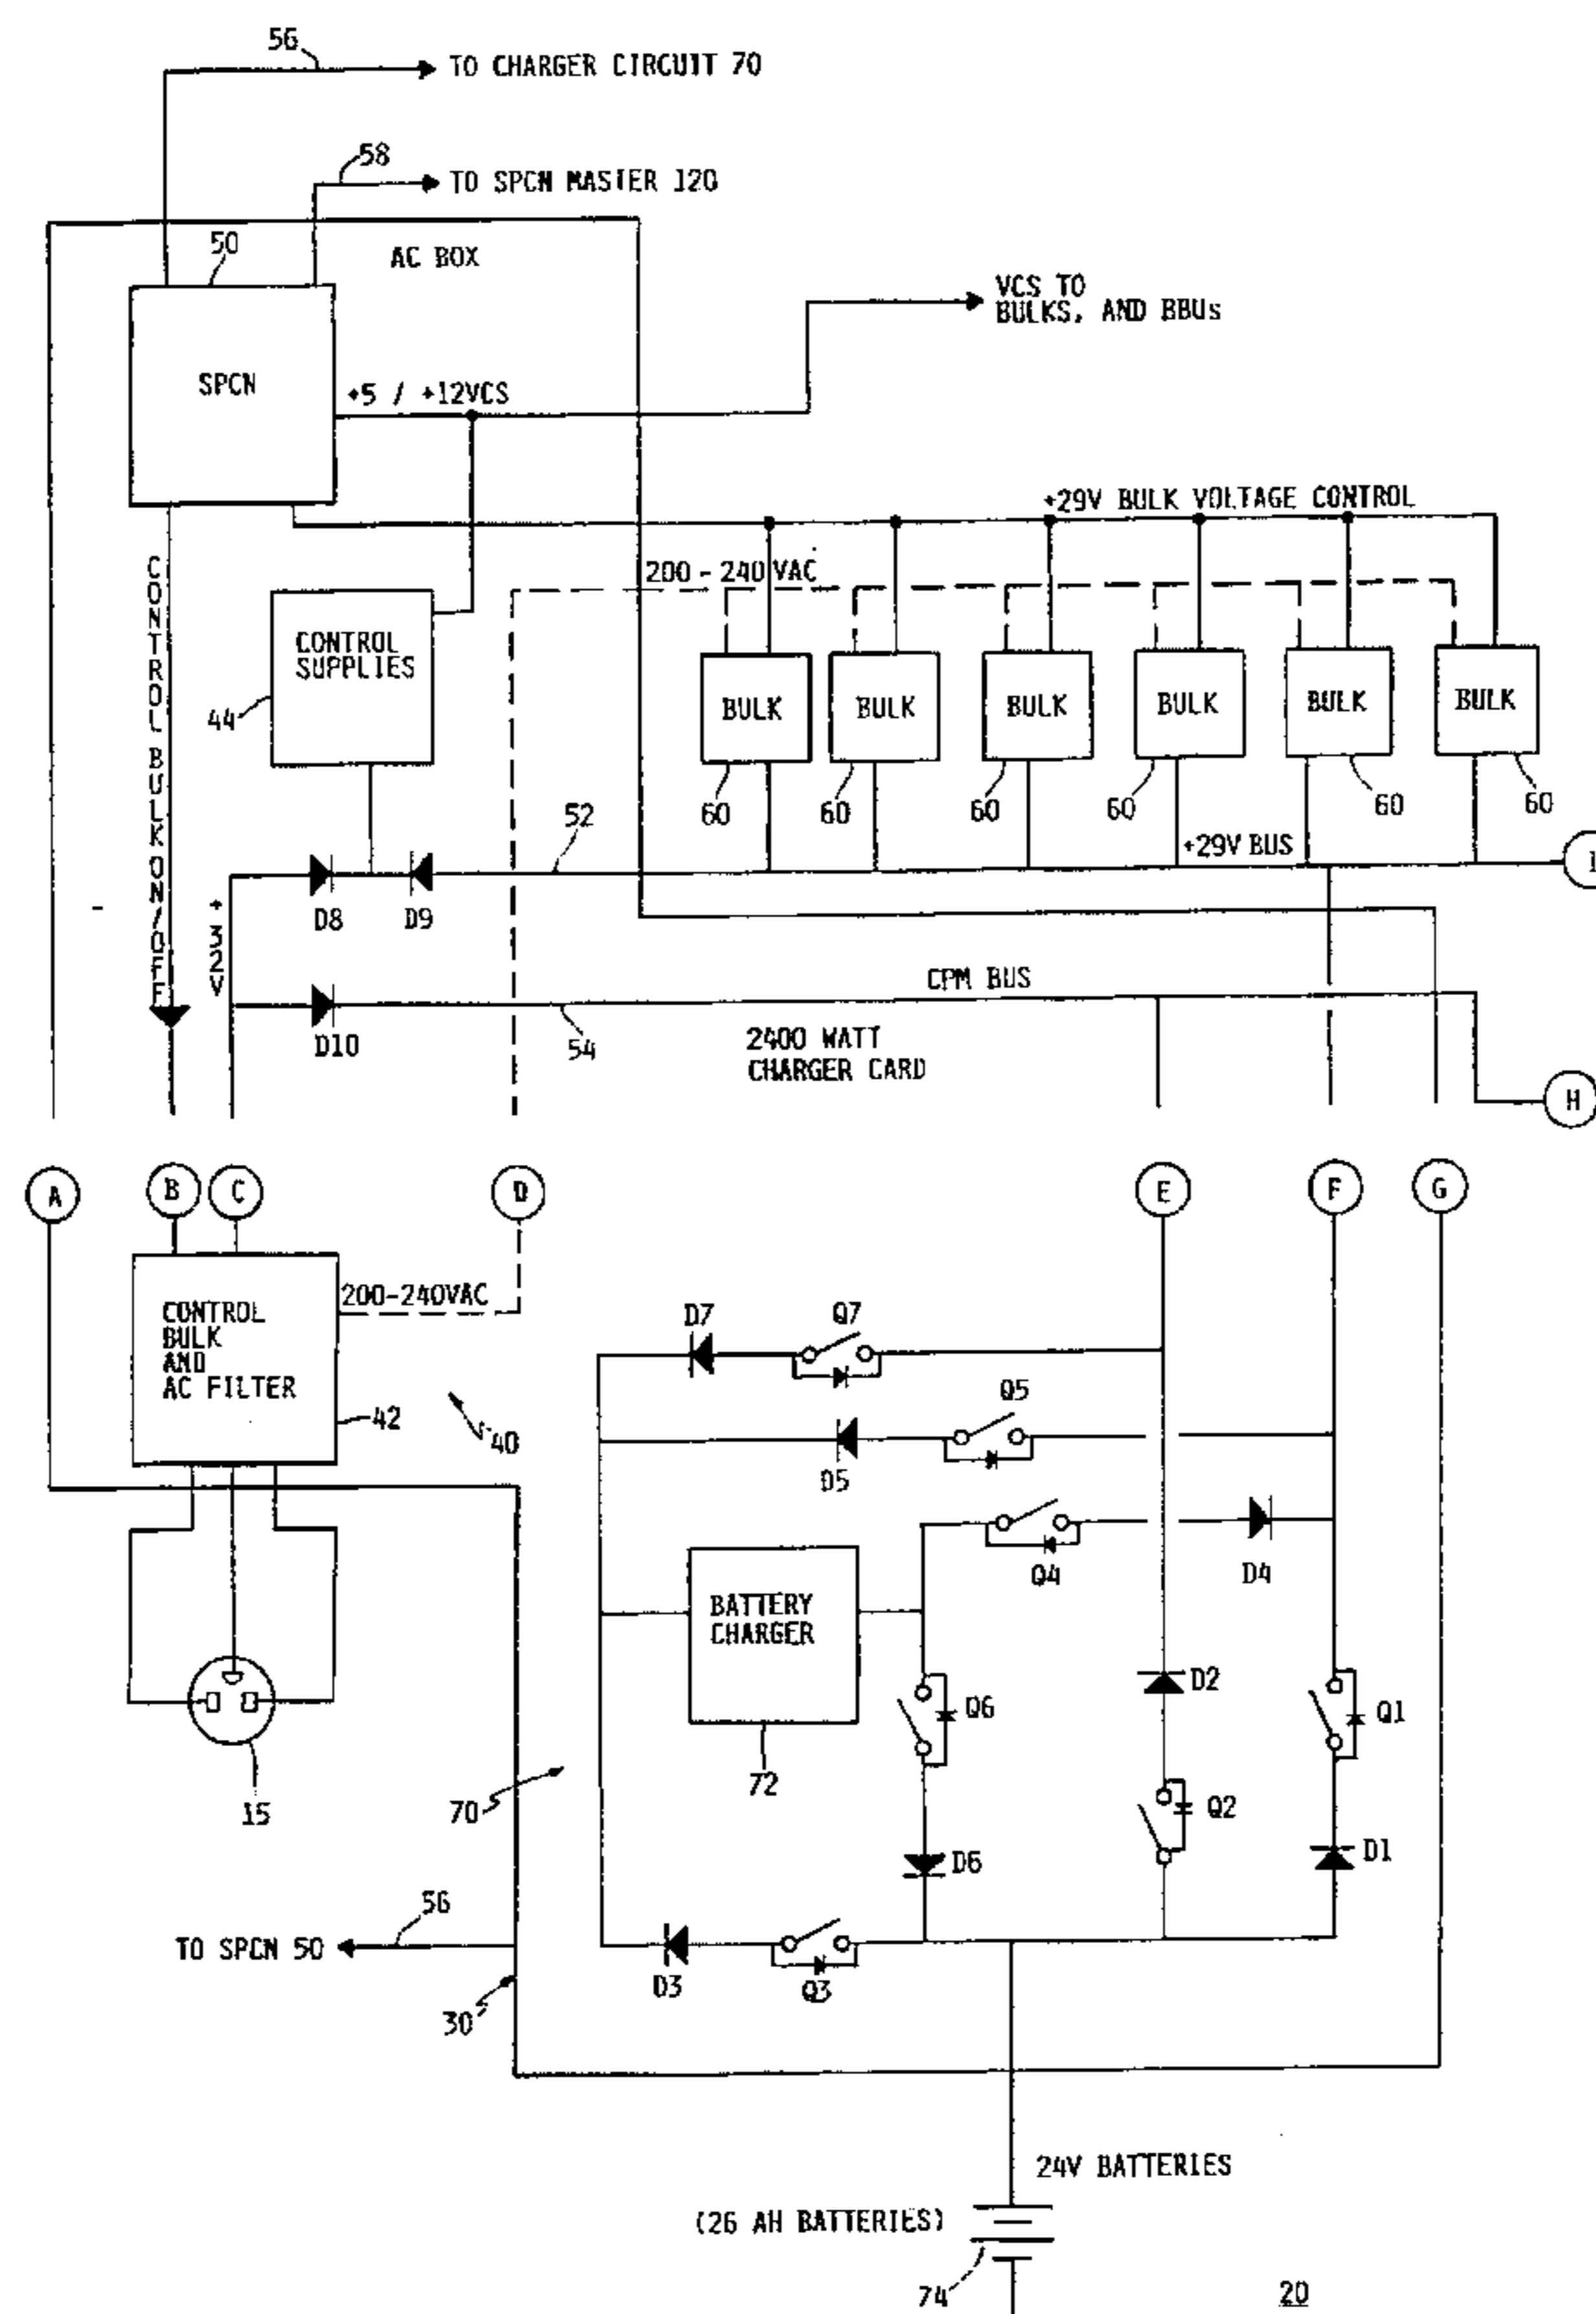 56
TO CHARGER CIRCUIT 70
58
TO SPCN MASTER 120
50
AC BOX
VCS TO
BULKS, AND BBUs
SPCN
+5 / +12VCS
+29V BULK VOLTAGE CONTROL
CONTROL BULK ON/OFF
200-240 VAC
CONTROL
SUPPLIES
44
BULK
BULK
BULK
BULK
BULK
BULK
60
60
60
60
60
60
52
+29V BUS
+32V
D8
D9
CPM BUS
D10
54
2400 WATT
CHARGER CARD
H
A
B
C
D
E
F
G
200-240VAC
CONTROL
BULK
AND
AC FILTER
42
40
D7
Q7
Q5
D5
Q4
D4
BATTERY
CHARGER
72
Q6
D2
Q1
Q2
15
70
D6
D1
56
TO SPCN 50
D3
Q3
30
24V BATTERIES
(26 AH BATTERIES)
74
20